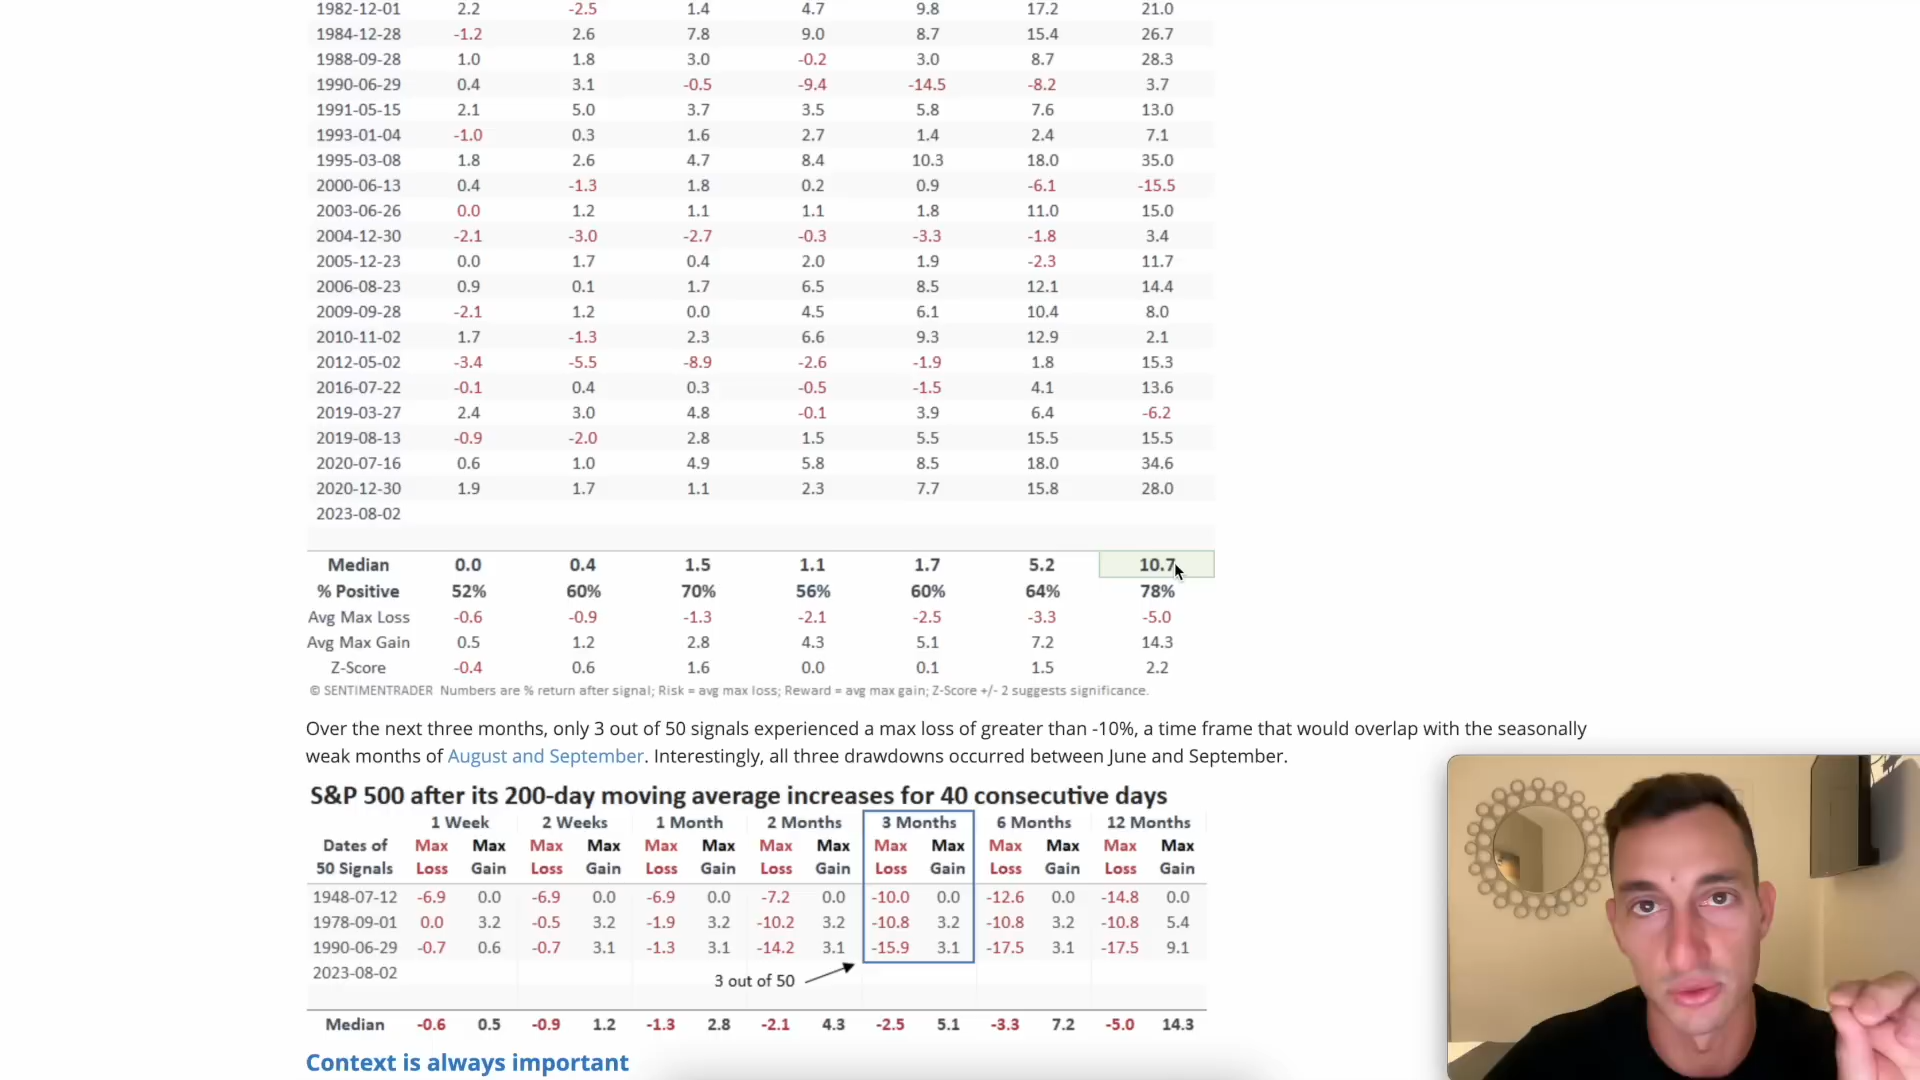 1982-12-01 2.2 -2.5 1.4 4.7 9.8 17.2 21.0
1984-12-28 -1.2 2.6 7.8 9.0 8.7 15.4 26.7
1988-09-28 1.0 1.8 3.0 -0.2 3.0 8.7 28.3
1990-06-29 0.4 3.1 -0.5 -9.4 -14.5 -8.2 3.7
1991-05-15 2.1 5.0 3.7 3.5 5.8 7.6 13.0
1993-01-04 -1.0 0.3 1.6 2.7 1.4 2.4 7.1
1995-03-08 1.8 2.6 4.7 8.4 10.3 18.0 35.0
2000-06-13 0.4 -1.3 1.8 0.2 0.9 -6.1 -15.5
2003-06-26 0.0 1.2 1.1 1.1 1.8 11.0 15.0
2004-12-30 -2.1 -3.0 -2.7 -0.3 -3.3 -1.8 3.4
2005-12-23 0.0 1.7 0.4 2.0 1.9 -2.3 11.7
2006-08-23 0.9 0.1 1.7 6.5 8.5 12.1 14.4
2009-09-28 -2.1 1.2 0.0 4.5 6.1 10.4 8.0
2010-11-02 1.7 -1.3 2.3 6.6 9.3 12.9 2.1
2012-05-02 -3.4 -5.5 -8.9 -2.6 -1.9 1.8 15.3
2016-07-22 -0.1 0.4 0.3 -0.5 -1.5 4.1 13.6
2019-03-27 2.4 3.0 4.8 -0.1 3.9 6.4 -6.2
2019-08-13 -0.9 -2.0 2.8 1.5 5.5 15.5 15.5
2020-07-16 0.6 1.0 4.9 5.8 8.5 18.0 34.6
2020-12-30 1.9 1.7 1.1 2.3 7.7 15.8 28.0
2023-08-02
Median 0.0 0.4 1.5 1.1 1.7 5.2 10.7
% Positive 52% 60% 70% 56% 60% 64% 78%
Avg Max Loss -0.6 -0.9 -1.3 -2.1 -2.5 -3.3 -5.0
Avg Max Gain 0.5 1.2 2.8 4.3 5.1 7.2 14.3
Z-Score -0.4 0.6 1.6 0.0 0.1 1.5 2.2
© SENTIMENTRADER Numbers are % return after signal; Risk = avg max loss; Reward = avg max gain; Z-Score +/- 2 suggests significance.
Over the next three months, only 3 out of 50 signals experienced a max loss of greater than -10%, a time frame that would overlap with the seasonally
weak months of August and September. Interestingly, all three drawdowns occurred between June and September.
S&P 500 after its 200-day moving average increases for 40 consecutive days
1 Week 2 Weeks 1 Month 2 Months 3 Months 6 Months 12 Months
Dates of Max Max Max Max Max Max Max Max Max Max Max Max Max Max
50 Signals Loss Gain Loss Gain Loss Gain Loss Gain Loss Gain Loss Gain Loss Gain
1948-07-12 -6.9 0.0 -6.9 0.0 -6.9 0.0 -7.2 0.0 -10.0 0.0 -12.6 0.0 -14.8 0.0
1978-09-01 0.0 3.2 -0.5 3.2 -1.9 3.2 -10.2 3.2 -10.8 3.2 -10.8 3.2 -10.8 5.4
1990-06-29 -0.7 0.6 -0.7 3.1 -1.3 3.1 -14.2 3.1 -15.9 3.1 -17.5 3.1 -17.5 9.1
2023-08-02
3 out of 50
Median -0.6 0.5 -0.9 1.2 -1.3 2.8 -2.1 4.3 -2.5 5.1 -3.3 7.2 -5.0 14.3
Context is always important